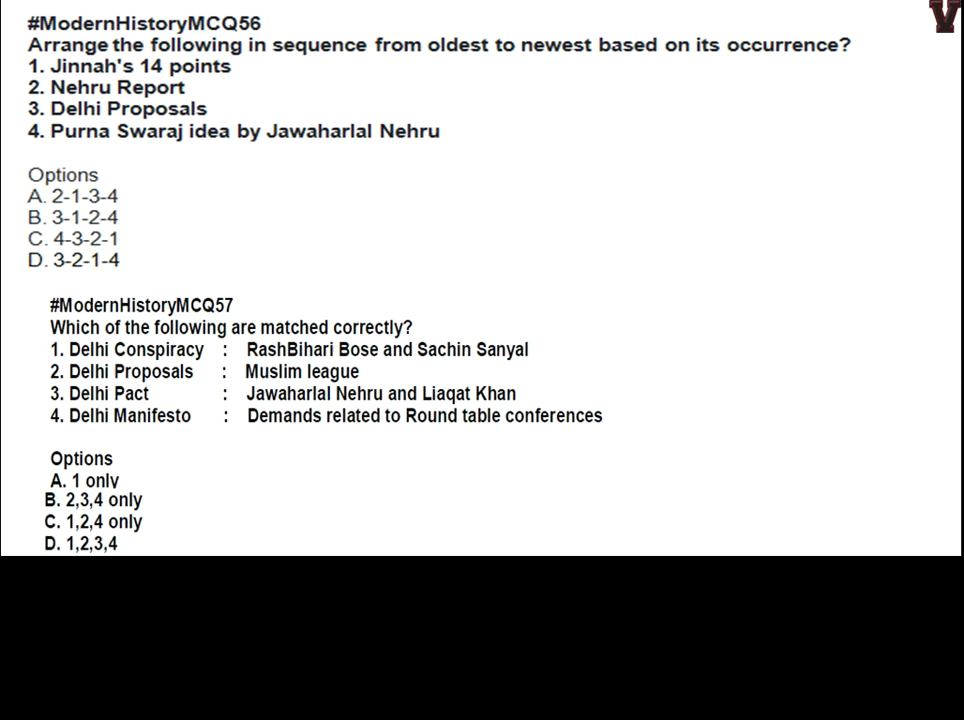 #ModernHistoryMCQ56
Arrange the following in sequence from oldest to newest based on its occurrence?
1. Jinnah's 14 points
2. Nehru Report
3. Delhi Proposals
4. Purna Swaraj idea by Jawaharlal Nehru
Options
A. 2-1-3-4
B. 3-1-2-4
C. 4-3-2-1
D. 3-2-1-4
#ModernHistoryMCQ57
Which of the following are matched correctly?
1. Delhi Conspiracy : RashBihari Bose and Sachin Sanyal
2. Delhi Proposals : Muslim league
3. Delhi Pact : Jawaharlal Nehru and Liaqat Khan
4. Delhi Manifesto : Demands related to Round table conferences
Options
A. 1 only
B. 2,3,4 only
C. 1,2,4 only
D. 1,2,3,4
V